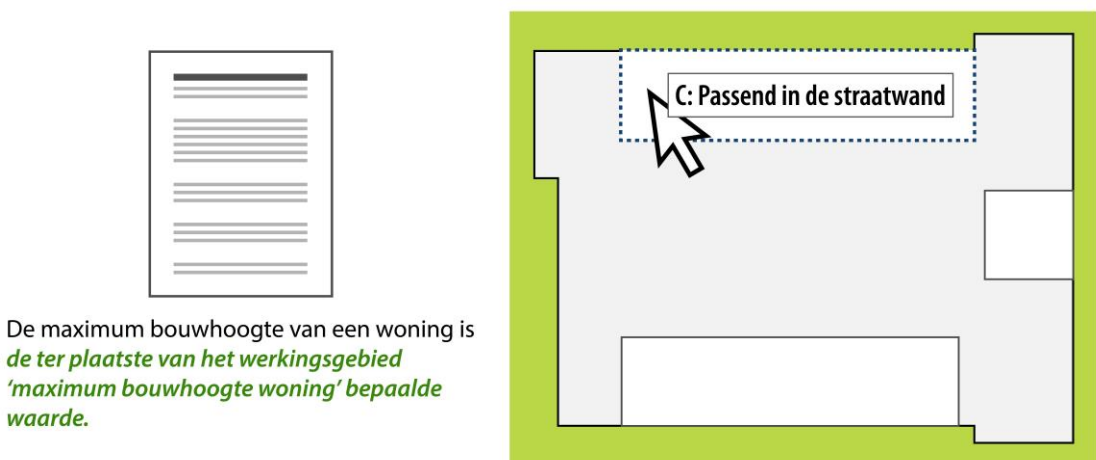 De maximum bouwhoogte van een woning is
de ter plaatste van het werkingsgebied
‘maximum bouwhoogte woning’ bepaalde
waarde.
C: Passend in de straatwand